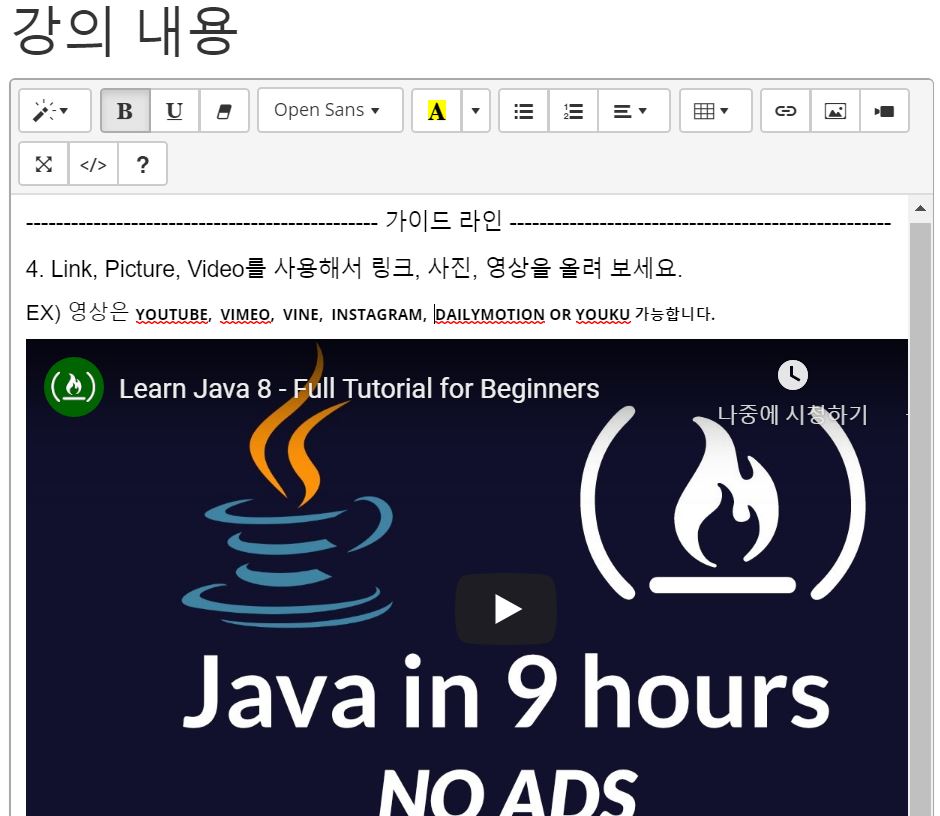 강의 내용
B U Open Sans A
</> ?
----------------------------------------------- 가이드 라인 ---------------------------------------------------
4. Link, Picture, Video를 사용해서 링크, 사진, 영상을 올려 보세요.
EX) 영상은 YOUTUBE, VIMEO, VINE, INSTAGRAM, DAILYMOTION OR YOUKU 가능합니다.
Learn Java 8 - Full Tutorial for Beginners
나중에 시청하기
Java in 9 hours
NO ADS